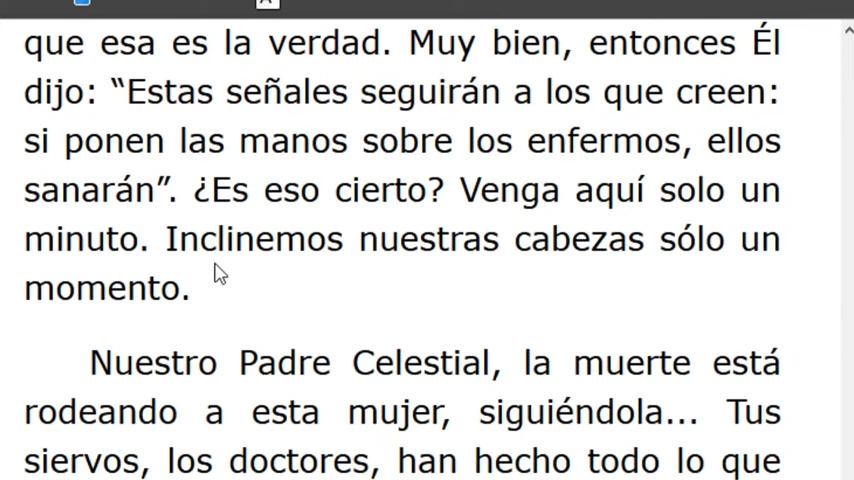 que esa es la verdad. Muy bien, entonces Él
dijo: “Estas señales seguirán a los que creen:
si ponen las manos sobre los enfermos, ellos
sanarán”. ¿Es eso cierto? Venga aquí solo un
minuto. Inclinemos nuestras cabezas sólo un
momento.
Nuestro Padre Celestial, la muerte está
rodeando a esta mujer, siguiéndola... Tus
siervos, los doctores, han hecho todo lo que